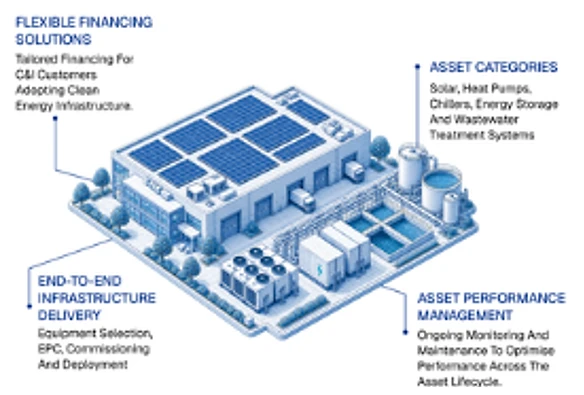 FLEXIBLE FINANCING
SOLUTIONS
Tailored Financing For
C&I Customers
Adopting Clean
Energy Infrastructure.
ASSET CATEGORIES
Solar, Heat Pumps,
Chillers, Energy Storage
And Wastewater
Treatment Systems
END-TO-END
INFRASTRUCTURE
DELIVERY
Equipment Selection,
EPC, Commissioning
And Deployment
ASSET PERFORMANCE
MANAGEMENT
Ongoing Monitoring And
Maintenance To Optimise
Performance Across The
Asset Lifecycle.